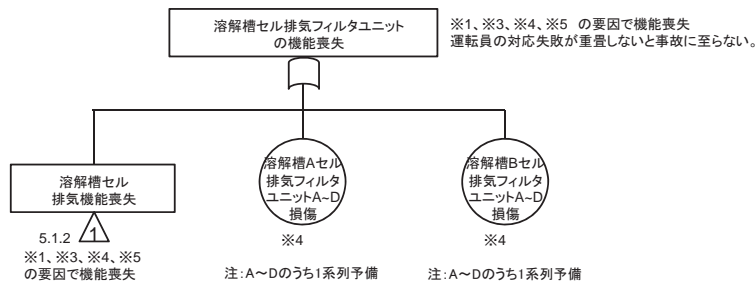 溶解槽セル排気フィルタユニット
の機能喪失
※1、※3、※4、※5 の要因で機能喪失
運転員の対応失敗が重畳しないと事故に至らない。
溶解槽セル
排気機能喪失
5.1.2
1
※1、※3、※4、※5
の要因で機能喪失
溶解槽Aセル
排気フィルタ
ユニットA~D
損傷
※4
注:A～Dのうち1系列予備
溶解槽Bセル
排気フィルタ
ユニットA~D
損傷
※4
注:A～Dのうち1系列予備